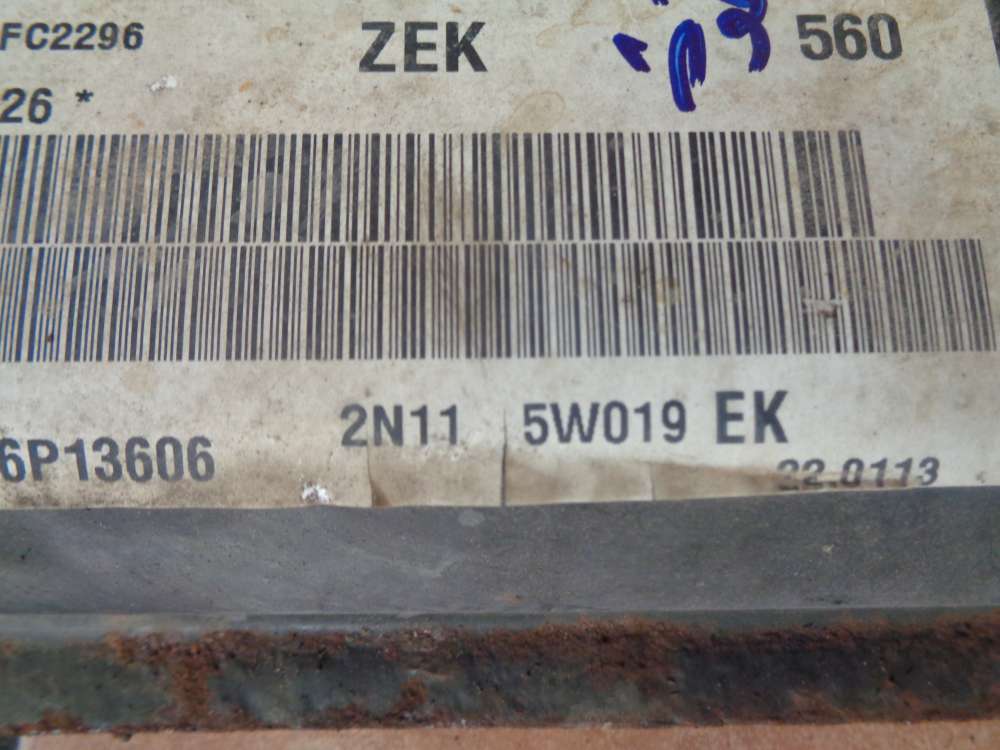 FC2296 ZEK 560
26 *
6P13606 2N11 5W019 EK
22.0113